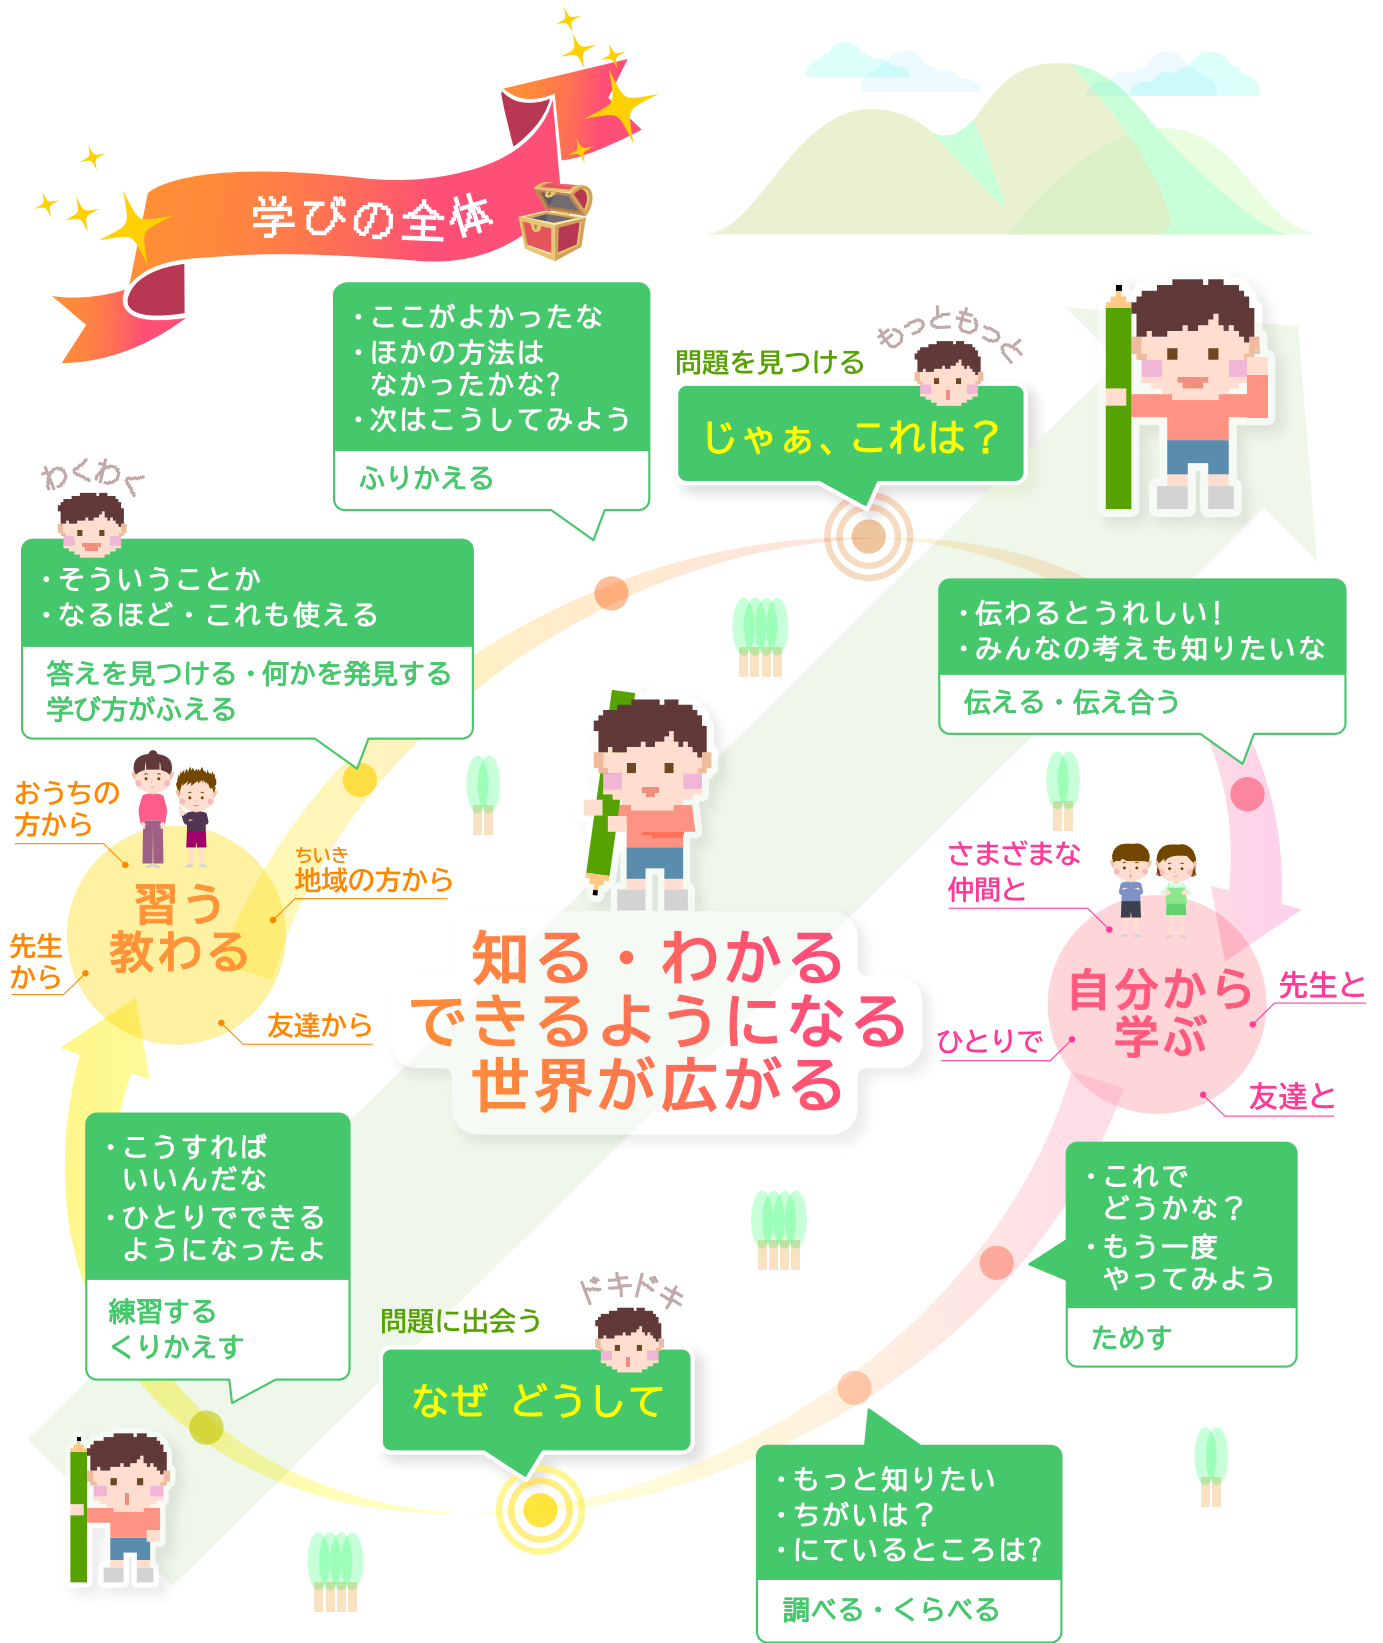 学びの全体
・ここがよかったな
・ほかの方法は
なかったかな?
・次はこうしてみよう
ふりかえる
もっともっと
問題を見つける
じゃぁ、これは？
わくわく
・そういうことか
・なるほど・これも使える
答えを見つける・何かを発見する
学び方がふえる
・伝わるとうれしい!
・みんなの考えも知りたいな
伝える・伝え合う
おうちの
方から
ちいき
地域の方から
習う
教わる
先生
から
友達から
さまざまな
仲間と
自分から
学ぶ
先生と
ひとりで
友達と
知る・わかる
できるようになる
世界が広がる
・こうすれば
いいんだな
・ひとりでできる
ようになったよ
練習する
くりかえす
ドキドキ
問題に出会う
なぜ どうして
・これで
どうかな？
・もう一度
やってみよう
ためす
・もっと知りたい
・ちがいは？
・にているところは?
調べる・くらべる